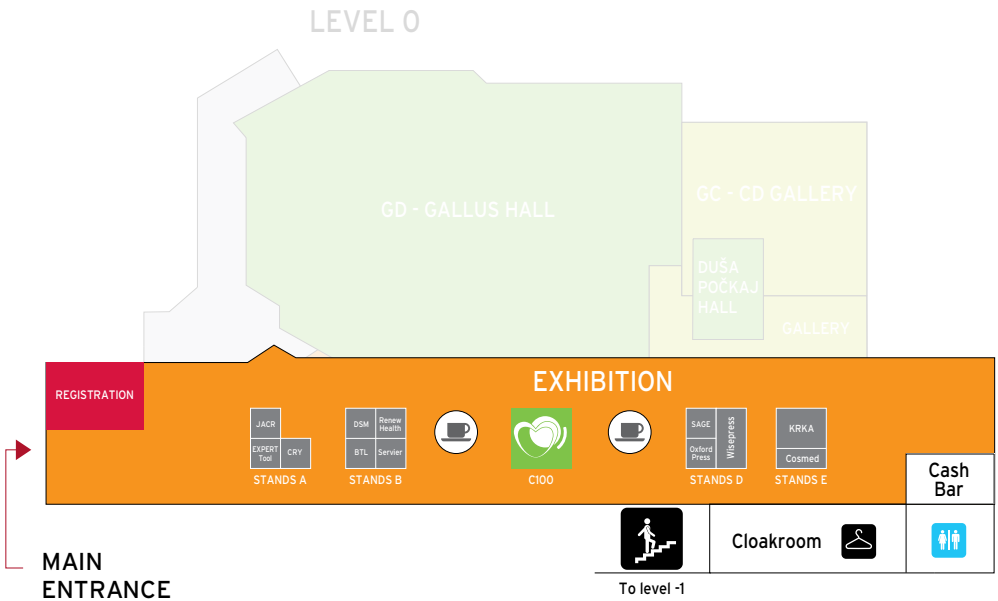 LEVEL 0
GD - GALLUS HALL
GC - CD GALLERY
DUŠA
POČKAJ
HALL
GALLERY
EXHIBITION
REGISTRATION
JACR
EXPERT
Tool
CRY
STANDS A
DSM
Renew
Health
BTL
Servier
STANDS B
C100
SAGE
Oxford
Press
Wisepress
STANDS D
KRKA
Cosmed
STANDS E
Cash
Bar
Cloakroom
To level -1
MAIN
ENTRANCE